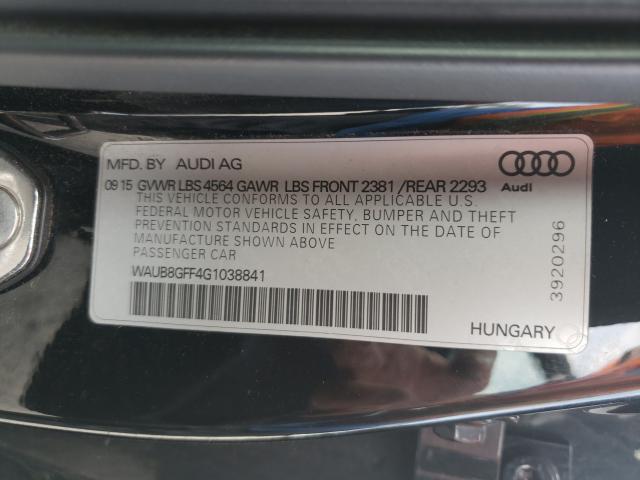 MFD. BY AUDI AG
09 15 GVWR LBS 4564 GAWR LBS FRONT 2381 /REAR 2293
Audi
THIS VEHICLE CONFORMS TO ALL APPLICABLE U.S.
FEDERAL MOTOR VEHICLE SAFETY, BUMPER AND THEFT
PREVENTION STANDARDS IN EFFECT ON THE DATE OF
MANUFACTURE SHOWN ABOVE
PASSENGER CAR
WAUB8GFF4G1038841
3920296
HUNGARY